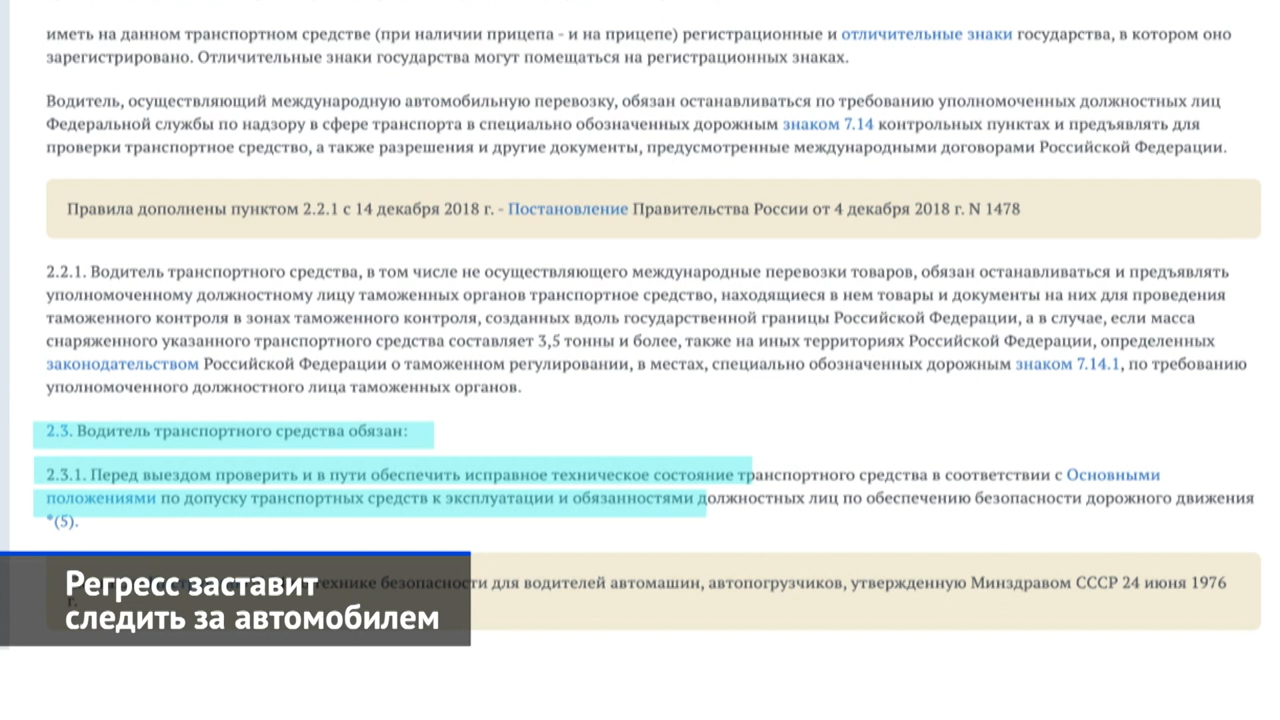 иметь на данном транспортном средстве (при наличии прицепа - и на прицепе) регистрационные и отличительные знаки государства, в котором оно
зарегистрировано. Отличительные знаки государства могут помещаться на регистрационных знаках.
Водитель, осуществляющий международную автомобильную перевозку, обязан останавливаться по требованию уполномоченных должностных лиц
Федеральной службы по надзору в сфере транспорта в специально обозначенных дорожным знаком 7.14 контрольных пунктах и предъявлять для
проверки транспортное средство, а также разрешения и другие документы, предусмотренные международными договорами Российской Федерации.
Правила дополнены пунктом 2.2.1 с 14 декабря 2018 г. - Постановление Правительства России от 4 декабря 2018 г. N 1478
2.2.1. Водитель транспортного средства, в том числе не осуществляющего международные перевозки товаров, обязан останавливаться и предъявлять
уполномоченному должностному лицу таможенных органов транспортное средство, находящиеся в нем товары и документы на них для проведения
таможенного контроля в зонах таможенного контроля, созданных вдоль государственной границы Российской Федерации, а в случае, если масса
снаряженного указанного транспортного средства составляет 3,5 тонны и более, также на иных территориях Российской Федерации, определенных
законодательством Российской Федерации о таможенном регулировании, в местах, специально обозначенных дорожным знаком 7.14.1, по требованию
уполномоченного должностного лица таможенных органов.
2.3. Водитель транспортного средства обязан:
2.3.1. Перед выездом проверить и в пути обеспечить исправное техническое состояние транспортного средства в соответствии с Основными
положениями по допуску транспортных средств к эксплуатации и обязанностями должностных лиц по обеспечению безопасности дорожного движения
*(5).
технике безопасности для водителей автомашин, автопогрузчиков, утвержденную Минздравом СССР 24 июня 1976
г.
Регресс заставит
следить за автомобилем